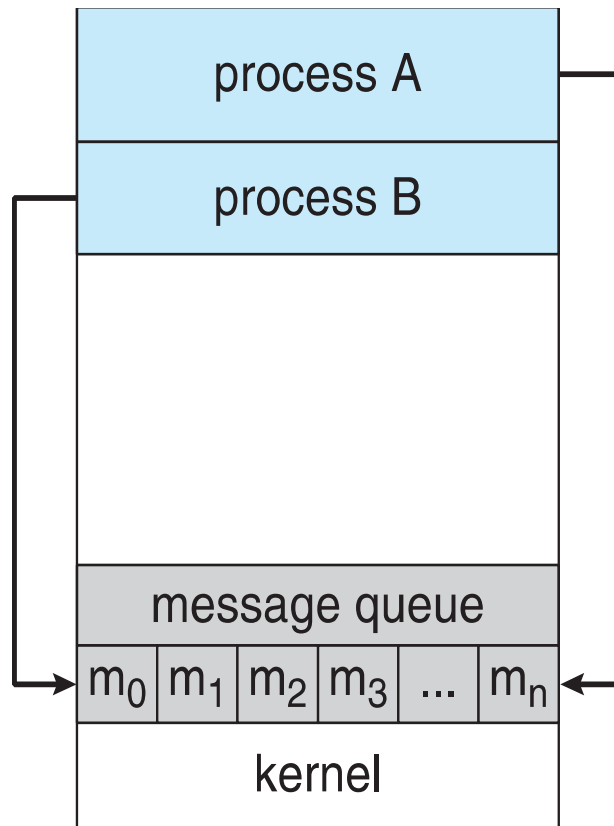 process A
process B
message queue
m₀ m₁ m₂ m₃ ... mₙ
kernel